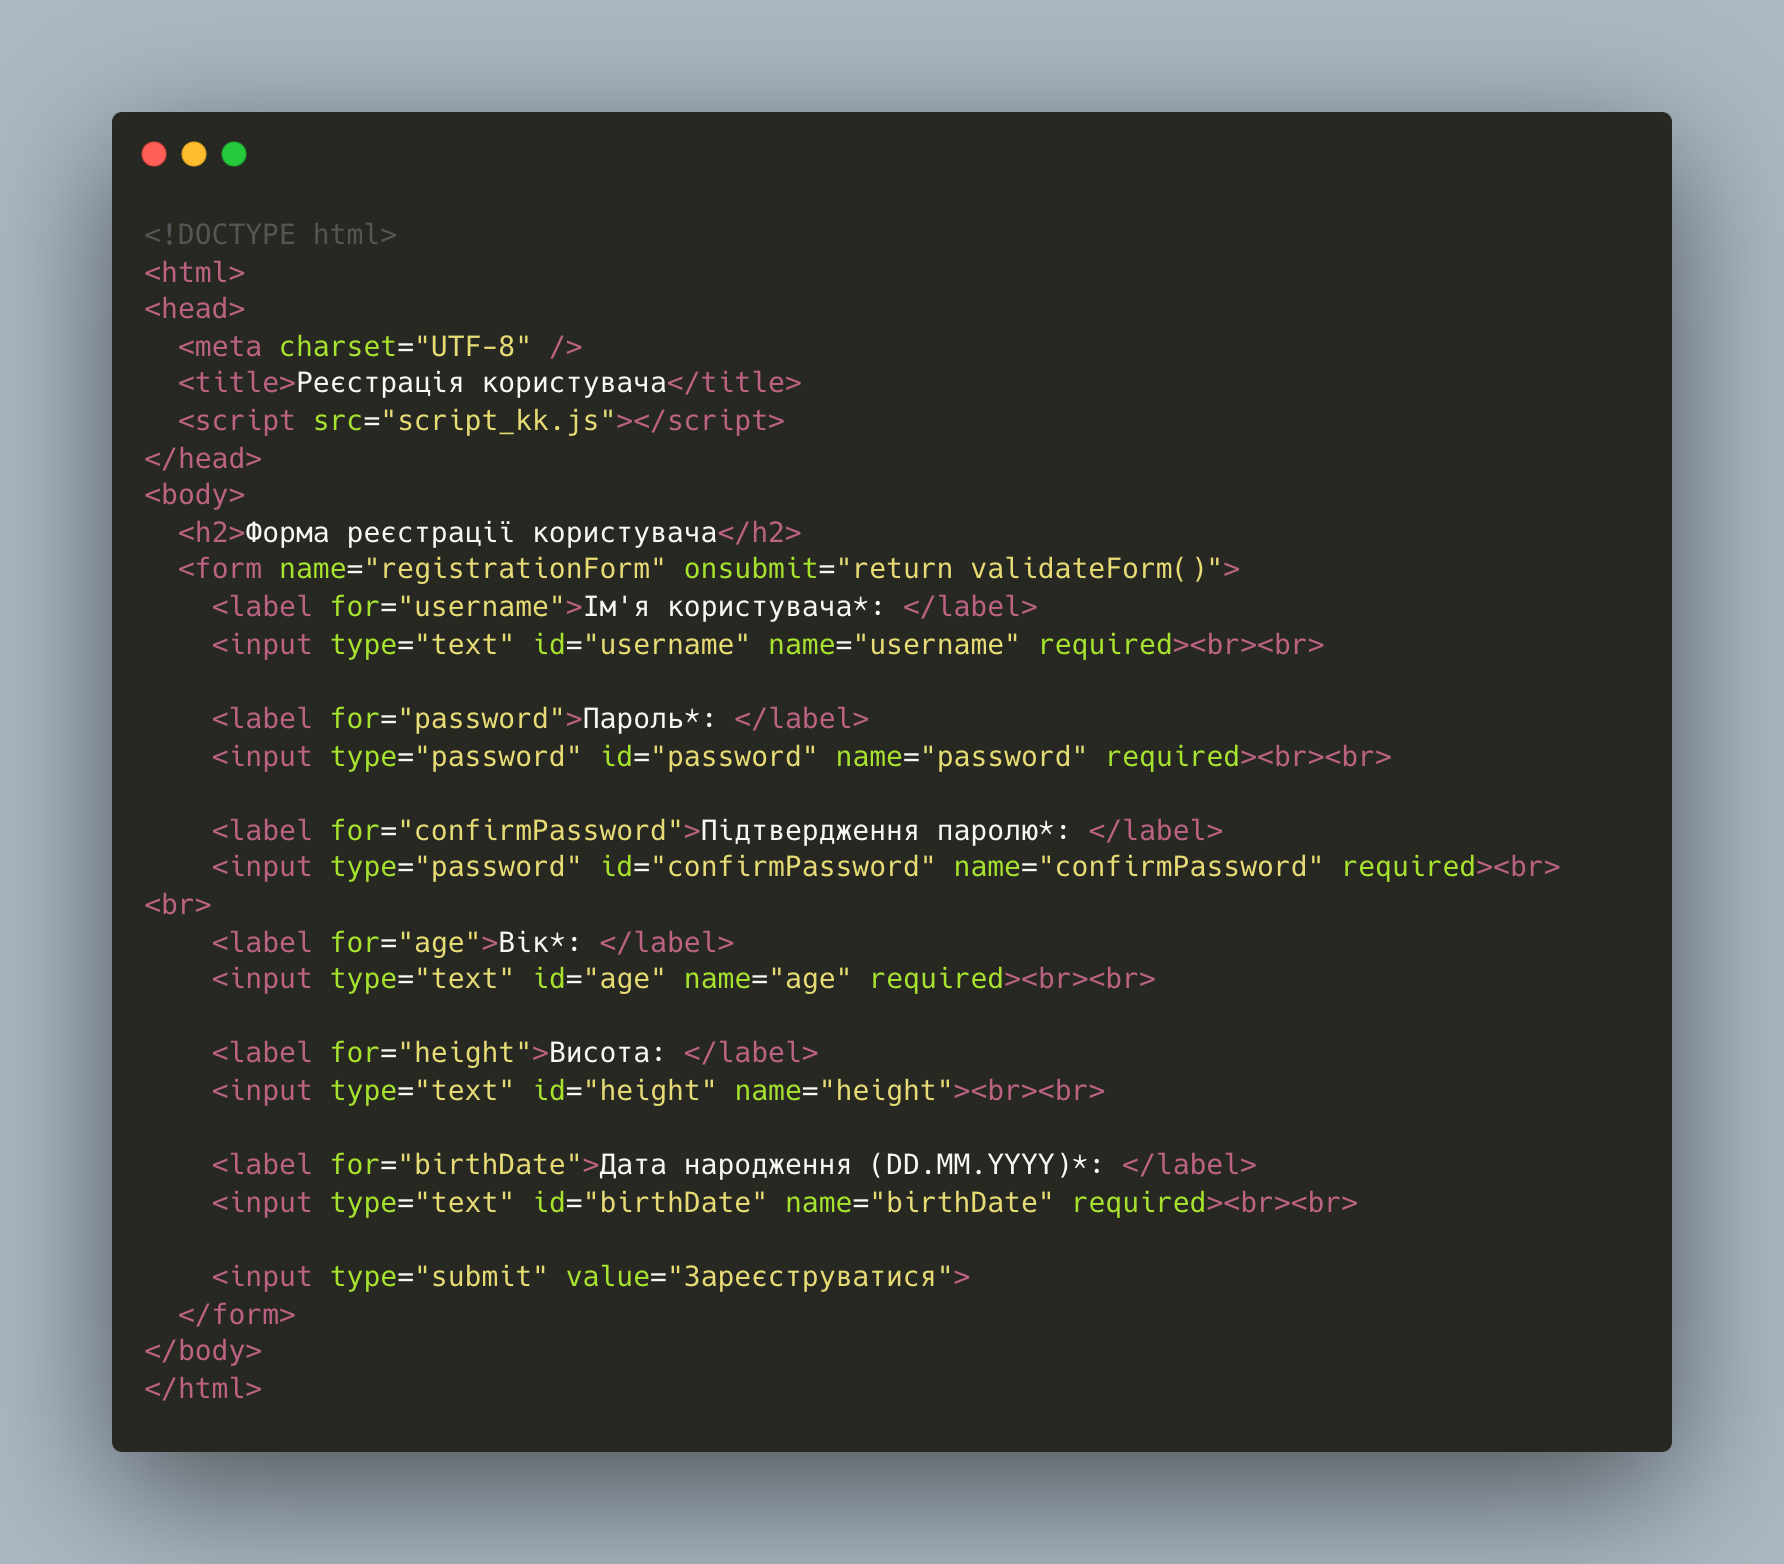 <!DOCTYPE html>
<html>
<head>
  <meta charset="UTF-8" />
  <title>Реєстрація користувача</title>
  <script src="script_kk.js"></script>
</head>
<body>
  <h2>Форма реєстрації користувача</h2>
  <form name="registrationForm" onsubmit="return validateForm()">
    <label for="username">Ім'я користувача*: </label>
    <input type="text" id="username" name="username" required><br><br>

    <label for="password">Пароль*: </label>
    <input type="password" id="password" name="password" required><br><br>

    <label for="confirmPassword">Підтвердження паролю*: </label>
    <input type="password" id="confirmPassword" name="confirmPassword" required><br>
<br>
    <label for="age">Вік*: </label>
    <input type="text" id="age" name="age" required><br><br>

    <label for="height">Висота: </label>
    <input type="text" id="height" name="height"><br><br>

    <label for="birthDate">Дата народження (DD.MM.YYYY)*: </label>
    <input type="text" id="birthDate" name="birthDate" required><br><br>

    <input type="submit" value="Зареєструватися">
  </form>
</body>
</html>